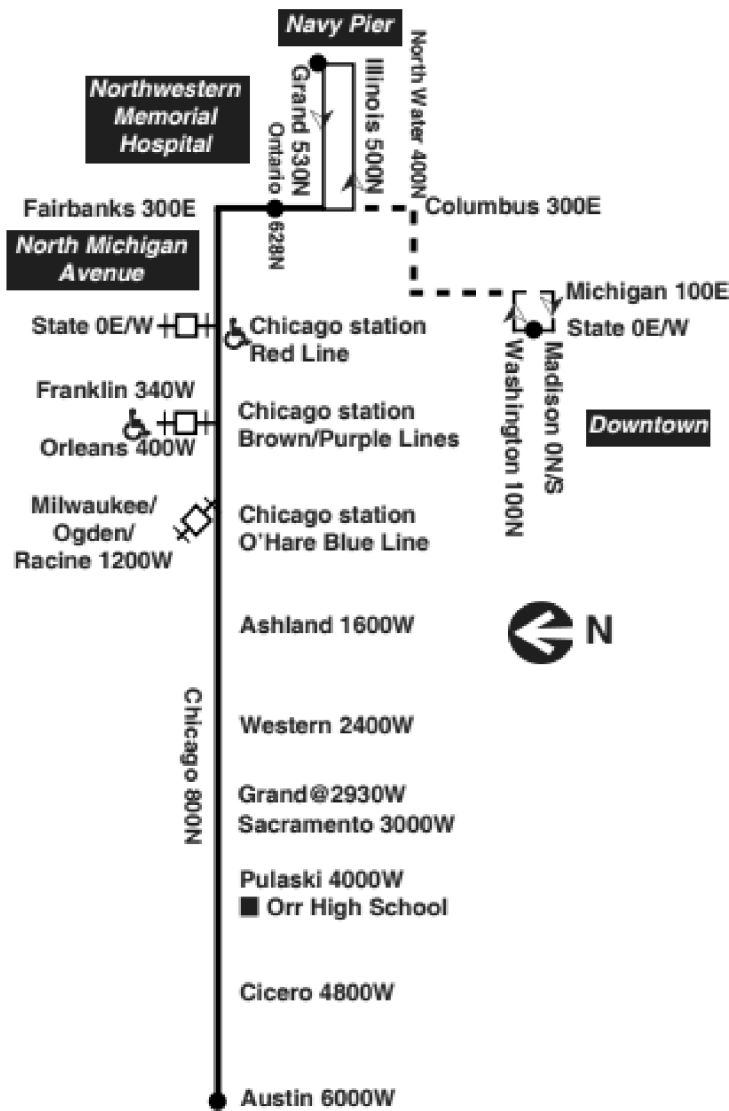 Navy Pier
Northwestern
Memorial
Hospital
Grand 530N
Illinois 500N
North Water 400N
Ontario
628N
Fairbanks 300E
Columbus 300E
North Michigan
Avenue
Michigan 100E
State 0E/W
State 0E/W
Chicago station
Red Line
Washington 100N
Madison 0N/S
Franklin 340W
Orleans 400W
Chicago station
Brown/Purple Lines
Downtown
Milwaukee/
Ogden/
Racine 1200W
Chicago station
O'Hare Blue Line
Ashland 1600W
N
Chicago 800N
Western 2400W
Grand@2930W
Sacramento 3000W
Pulaski 4000W
Orr High School
Cicero 4800W
Austin 6000W